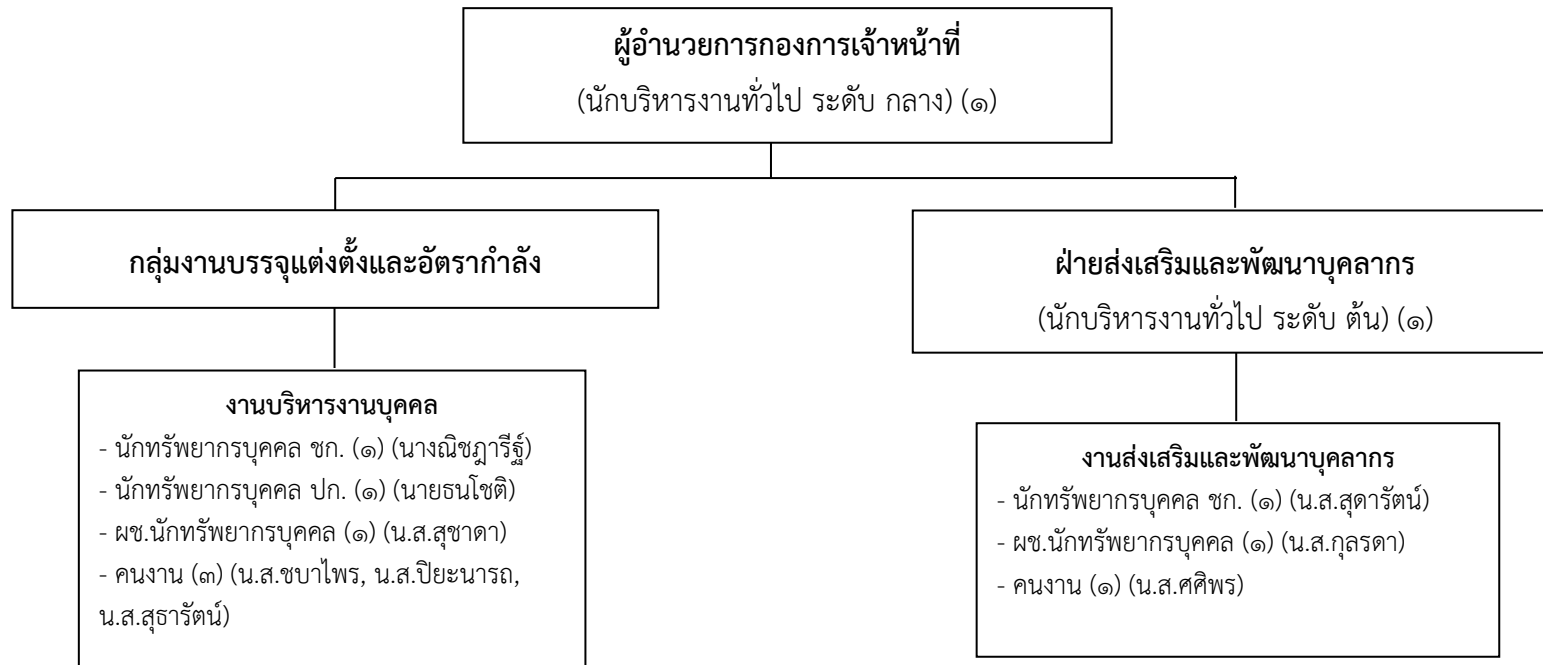 ผู้อำนวยการกองการเจ้าหน้าที่
(นักบริหารงานทั่วไป ระดับ กลาง) (๑)
กลุ่มงานบรรจุแต่งตั้งและอัตรากำลัง
ฝ่ายส่งเสริมและพัฒนาบุคลากร
(นักบริหารงานทั่วไป ระดับ ต้น) (๑)
งานบริหารงานบุคคล
- นักทรัพยากรบุคคล ชก. (๑) (นางณิชฎารีฐ์)
- นักทรัพยากรบุคคล ปก. (๑) (นายธนโชติ)
- ผช.นักทรัพยากรบุคคล (๑) (น.ส.สุชาดา)
- คนงาน (๓) (น.ส.ชบาไพร, น.ส.ปิยะนารถ,
น.ส.สุธารัตน์)
งานส่งเสริมและพัฒนาบุคลากร
- นักทรัพยากรบุคคล ชก. (๑) (น.ส.สุดารัตน์)
- ผช.นักทรัพยากรบุคคล (๑) (น.ส.กุลรดา)
- คนงาน (๑) (น.ส.ศศิพร)